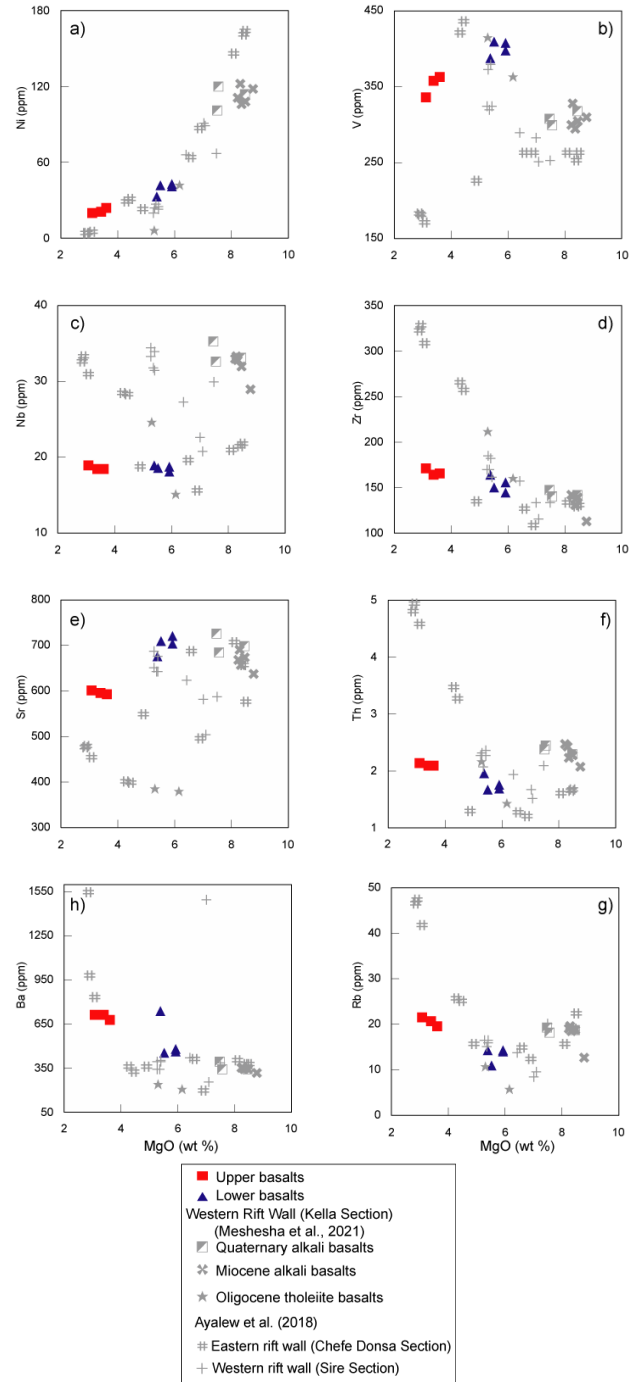 a)
Ni (ppm)
180
120
60
0
2 4 6 8 10
b)
V (ppm)
450
350
250
150
2 4 6 8 10
c)
Nb (ppm)
40
30
20
10
2 4 6 8 10
d)
Zr (ppm)
350
300
250
200
150
100
2 4 6 8 10
e)
Sr (ppm)
800
700
600
500
400
300
2 4 6 8 10
f)
Th (ppm)
5
4
3
2
1
2 4 6 8 10
h)
Ba (ppm)
1550
1250
950
650
350
50
2 4 6 8 10
MgO (wt %)
g)
Rb (ppm)
50
40
30
20
10
0
2 4 6 8 10
MgO (wt %)
Upper basalts
Lower basalts
Western Rift Wall (Kella Section)
(Meshesha et al., 2021)
Quaternary alkali basalts
Miocene alkali basalts
Oligocene tholeiite basalts
Ayalew et al. (2018)
Eastern rift wall (Chefe Donsa Section)
Western rift wall (Sire Section)